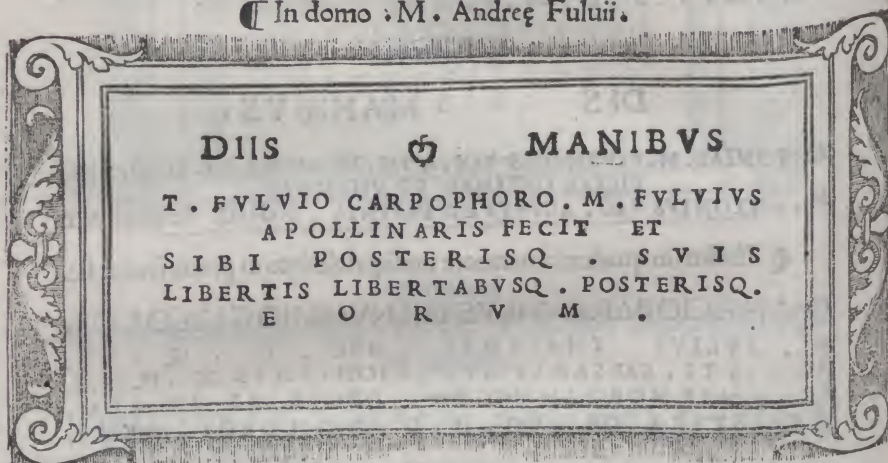 ¶ In domo : M. Andreę Fuluii.
DIIS ❦ MANIBVS
T. FVLVIO CARPOPHORO. M. FVLVIVS
APOLLINARIS FECIT ET
SIBI POSTERISQ. SVIS
LIBERTIS LIBERTABVSQ. POSTERISQ.
EORVM.